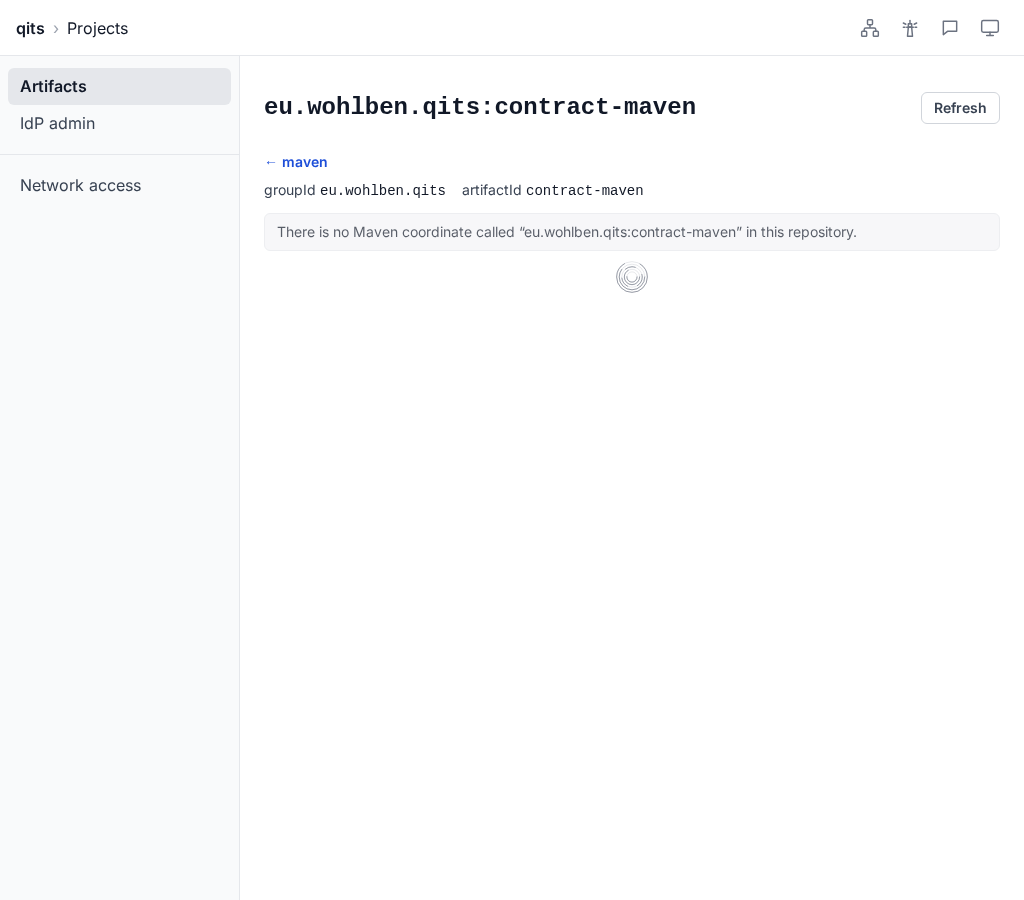 qits › Projects
Artifacts
IdP admin
Network access
eu.wohlben.qits:contract-maven
Refresh
← maven
groupId eu.wohlben.qits artifactId contract-maven
There is no Maven coordinate called “eu.wohlben.qits:contract-maven” in this repository.